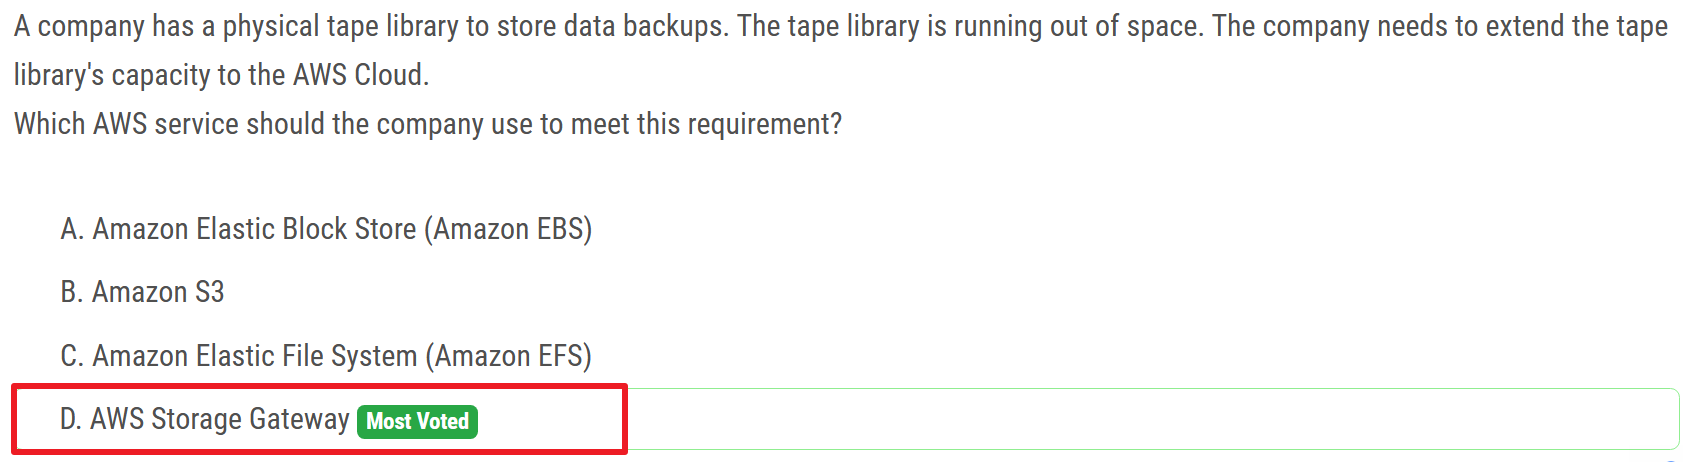 A company has a physical tape library to store data backups. The tape library is running out of space. The company needs to extend the tape
library's capacity to the AWS Cloud.
Which AWS service should the company use to meet this requirement?
A. Amazon Elastic Block Store (Amazon EBS)
B. Amazon S3
C. Amazon Elastic File System (Amazon EFS)
D. AWS Storage Gateway Most Voted